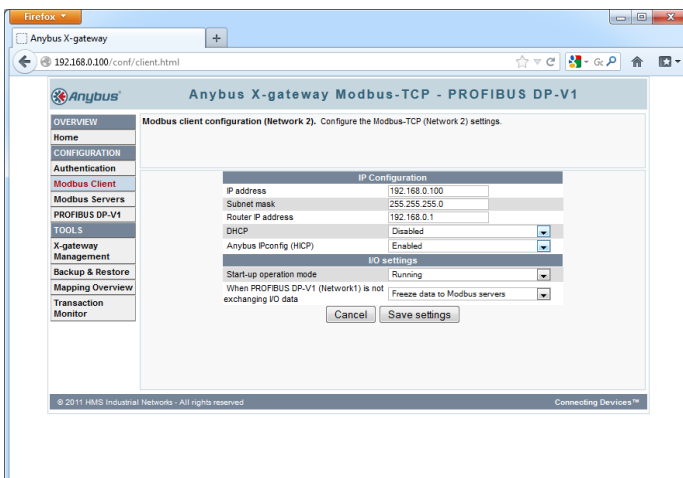 Firefox
Anybus X-gateway
192.168.0.100/conf/client.html
Anybus
Anybus X-gateway Modbus-TCP - PROFIBUS DP-V1
OVERVIEW
Home
CONFIGURATION
Authentication
Modbus Client
Modbus Servers
PROFIBUS DP-V1
TOOLS
X-gateway
Management
Backup & Restore
Mapping Overview
Transaction
Monitor
Modbus client configuration (Network 2). Configure the Modbus-TCP (Network 2) settings.
IP Configuration
IP address 192.168.0.100
Subnet mask 255.255.255.0
Router IP address 192.168.0.1
DHCP Disabled
Anybus IPconfig (HICP) Enabled
I/O settings
Start-up operation mode Running
When PROFIBUS DP-V1 (Network1) is not
exchanging I/O data Freeze data to Modbus servers
Cancel Save settings
© 2011 HMS Industrial Networks - All rights reserved Connecting Devices™